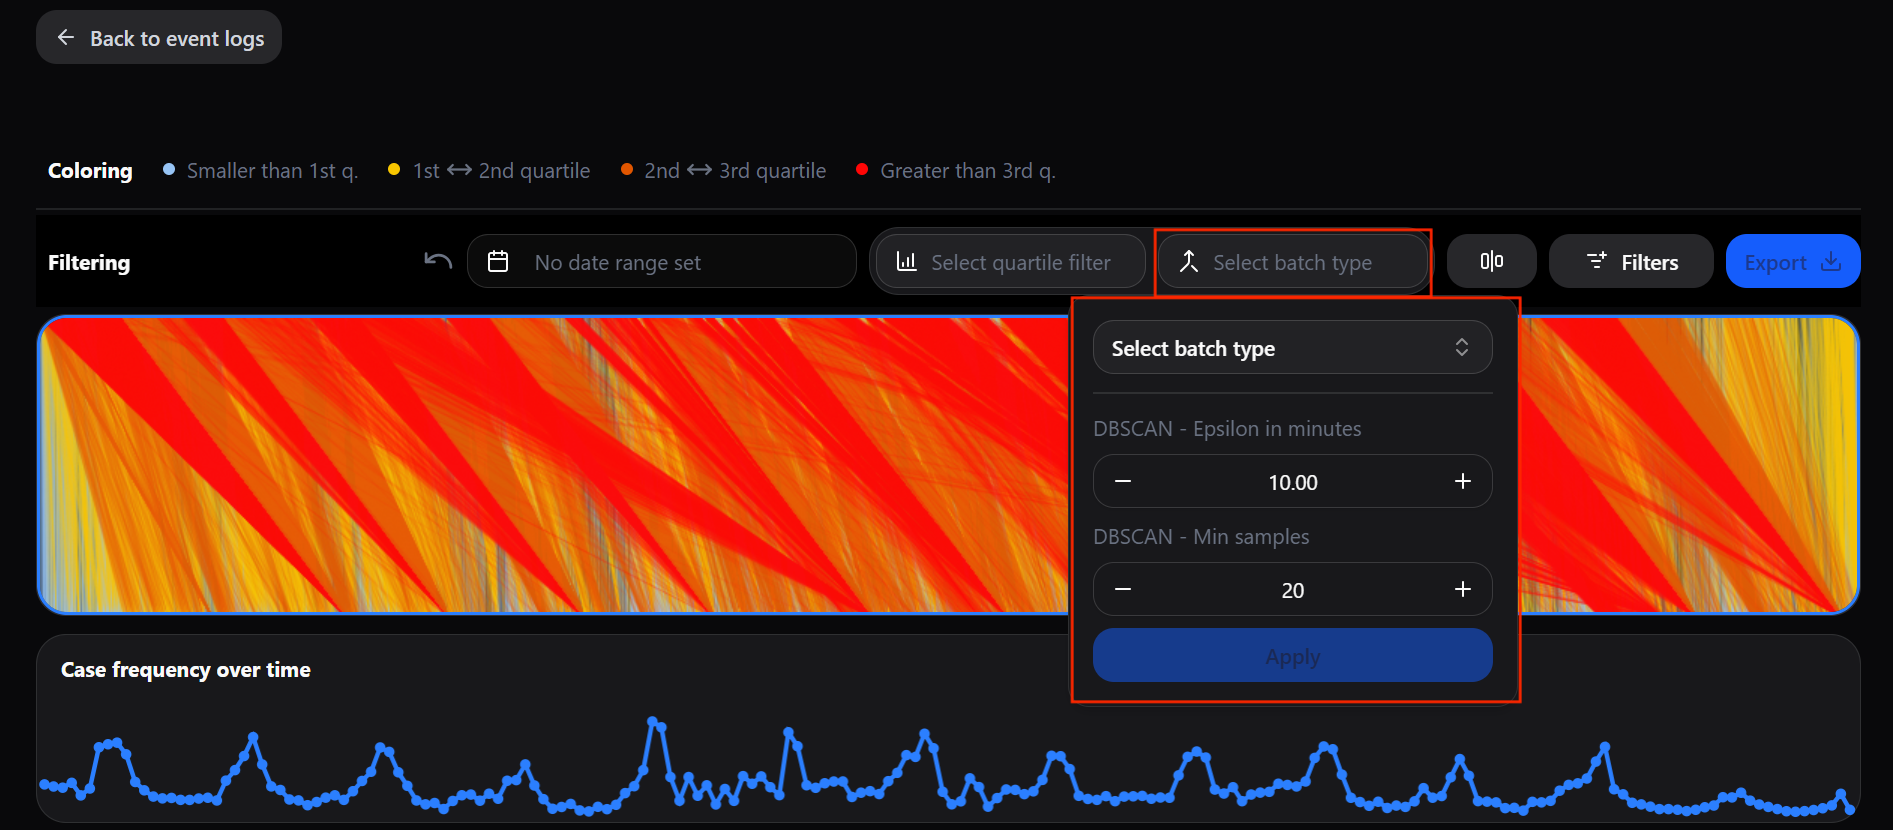 Back to event logs
Coloring Smaller than 1st q. 1st ↔ 2nd quartile 2nd ↔ 3rd quartile Greater than 3rd q.
Filtering No date range set Select quartile filter Select batch type Filters Export
Select batch type
DBSCAN - Epsilon in minutes
10.00
DBSCAN - Min samples
20
Apply
Case frequency over time